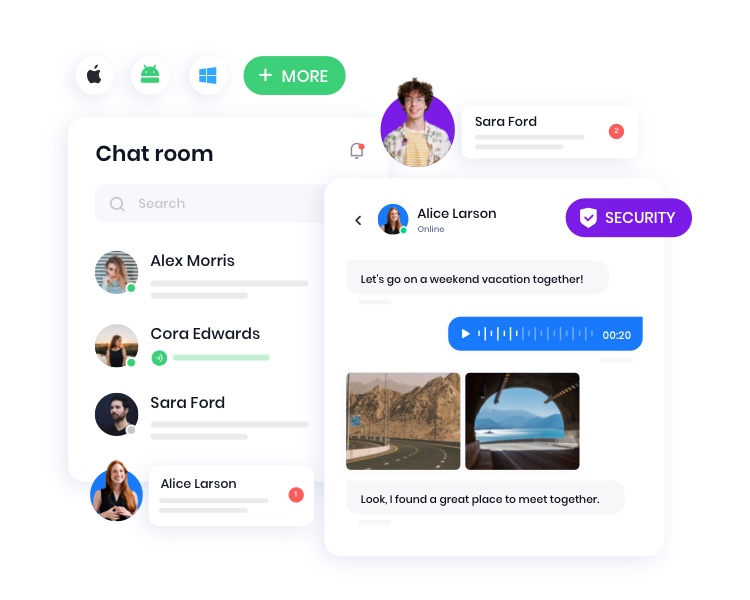 + MORE
Sara Ford
2
Chat room
Search
Alex Morris
Cora Edwards
Sara Ford
Alice Larson
1
Alice Larson
Online
SECURITY
Let's go on a weekend vacation together!
00:20
Look, I found a great place to meet together.